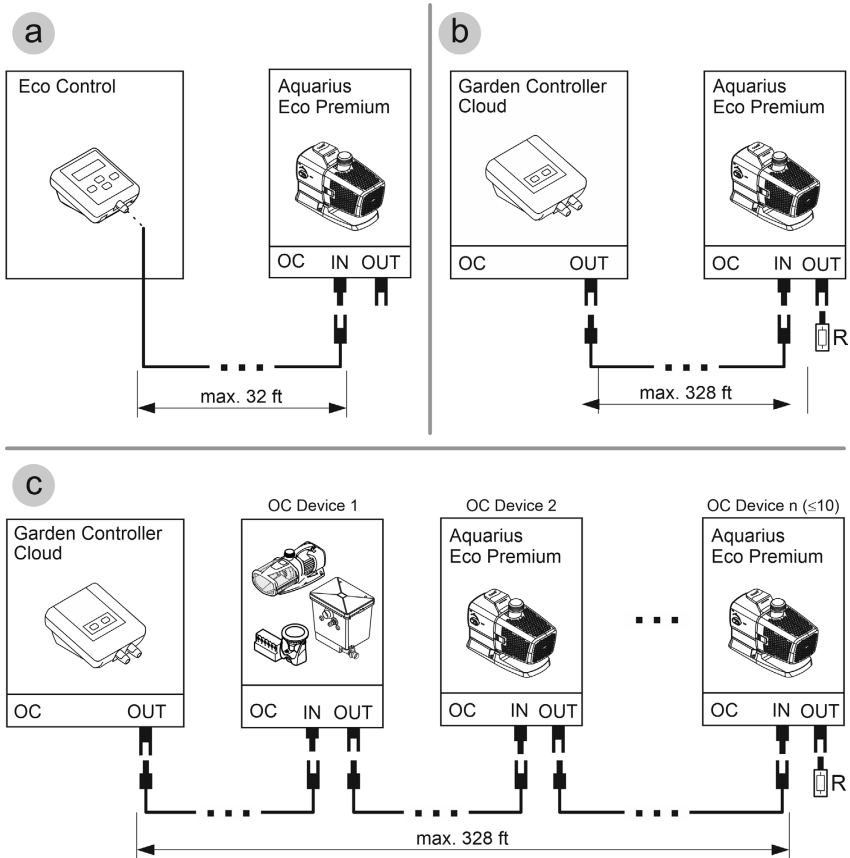 a
Eco Control
Aquarius
Eco Premium
OC IN OUT
max. 32 ft
b
Garden Controller
Cloud
Aquarius
Eco Premium
OC OUT
OC IN OUT
R
max. 328 ft
c
OC Device 1
OC Device 2
OC Device n (≤10)
Garden Controller
Cloud
Aquarius
Eco Premium
Aquarius
Eco Premium
OC OUT
OC IN OUT
OC IN OUT
OC IN OUT
R
max. 328 ft